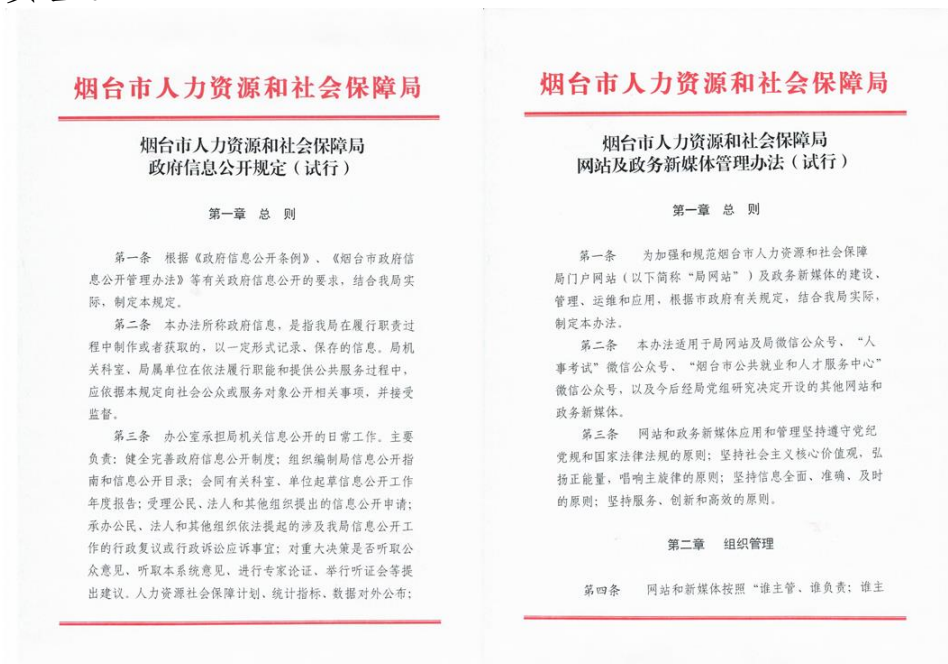 烟台市人力资源和社会保障局
烟台市人力资源和社会保障局
政府信息公开规定（试行）
第一章 总 则
第一条 根据《政府信息公开条例》、《烟台市政府信
息公开管理办法》等有关政府信息公开的要求，结合我局实
际，制定本规定。
第二条 本办法所称政府信息，是指我局在履行职责过
程中制作或者获取的，以一定形式记录、保存的信息。局机
关科室、局属单位在依法履行职能和提供公共服务过程中，
应依据本规定向社会公众或服务对象公开相关事项，并接受
监督。
第三条 办公室承担局机关信息公开的日常工作。主要
负责：健全完善政府信息公开制度；组织编制局信息公开指
南和信息公开目录；会同有关科室、单位起草信息公开工作
年度报告；受理公民、法人和其他组织提出的信息公开申请；
承办公民、法人和其他组织依法提起的涉及我局信息公开工
作的行政复议或行政诉讼应诉事宜；对重大决策是否听取公
众意见、听取本系统意见、进行专家论证、举行听证会等提
出建议。人力资源社会保障计划、统计指标、数据对外公布；
烟台市人力资源和社会保障局
烟台市人力资源和社会保障局
网站及政务新媒体管理办法（试行）
第一章 总 则
第一条 为加强和规范烟台市人力资源和社会保障
局门户网站（以下简称“局网站”）及政务新媒体的建设、
管理、运维和应用，根据市政府有关规定，结合我局实际，
制定本办法。
第二条 本办法适用于局网站及局微信公众号、“人
事考试”微信公众号、“烟台市公共就业和人才服务中心”
微信公众号，以及今后经局党组研究决定开设的其他网站和
政务新媒体。
第三条 网站和政务新媒体应用和管理坚持遵守党纪
党规和国家法律法规的原则；坚持社会主义核心价值观，弘
扬正能量，唱响主旋律的原则；坚持信息全面、准确、及时
的原则；坚持服务、创新和高效的原则。
第二章 组织管理
第四条 网站和新媒体按照“谁主管、谁负责；谁主